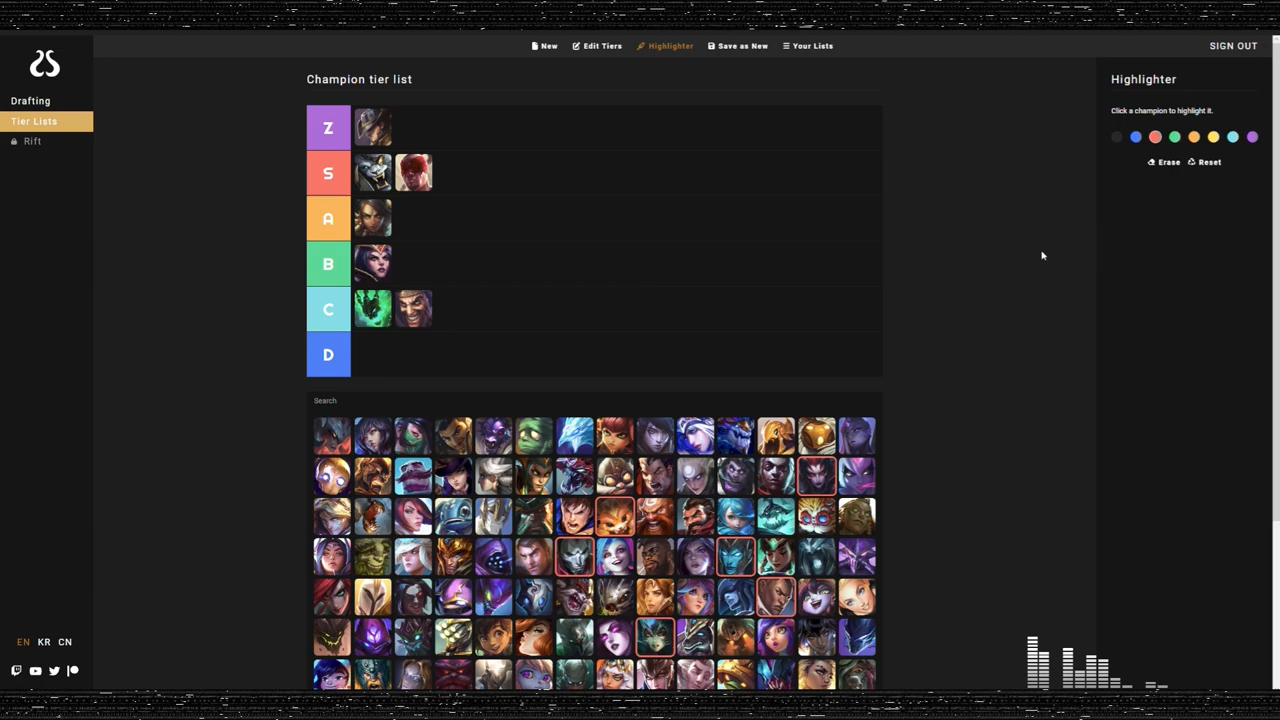 New Edit Tiers Highlighter Save as New Your Lists SIGN OUT
Drafting
Tier Lists
Rift
EN KR CN
Champion tier list
Z
S
A
B
C
D
Search
Highlighter
Click a champion to highlight it.
Erase Reset